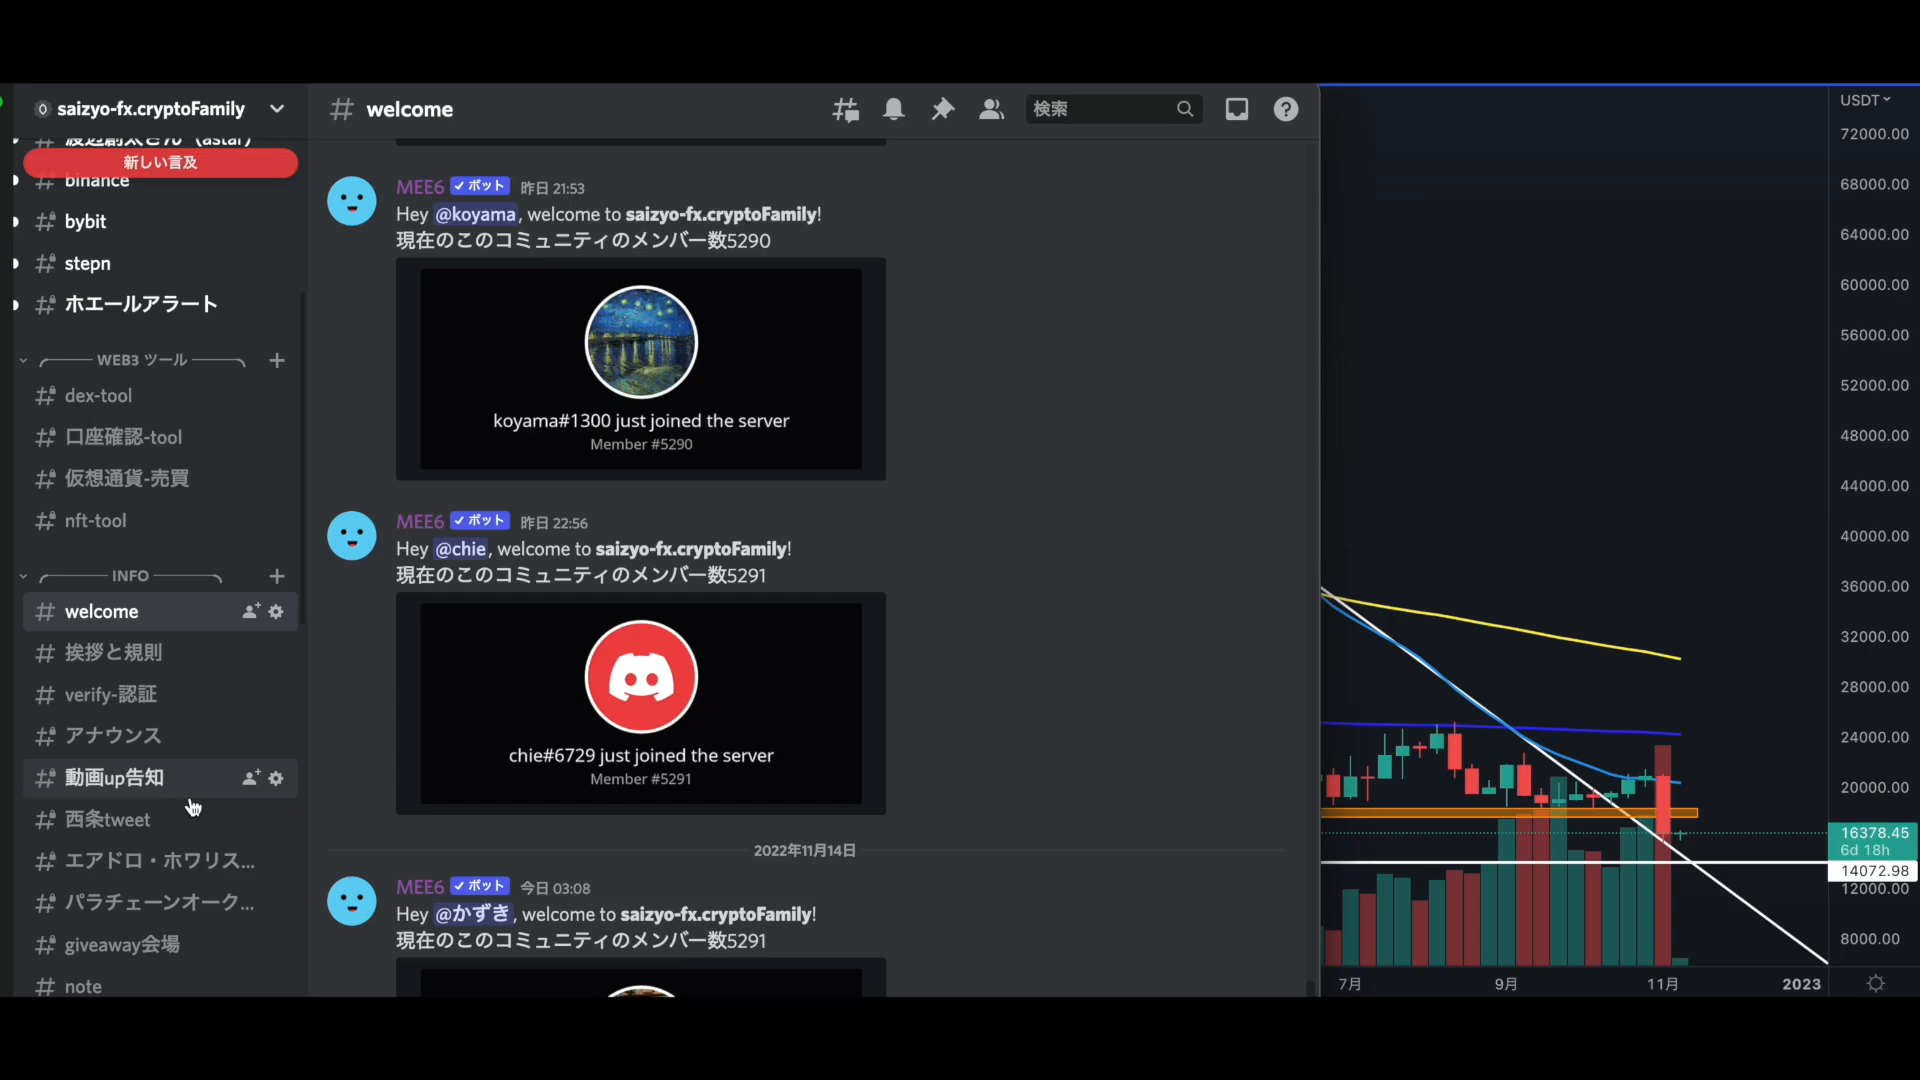 saizyo-fx.cryptoFamily
渡辺創太さん (astar)
新しい言及
binance
bybit
stepn
ホエールアラート
WEB3 ツール
dex-tool
口座確認-tool
仮想通貨-売買
nft-tool
INFO
welcome
挨拶と規則
verify-認証
アナウンス
動画up告知
西条tweet
エアドロ・ホワリス...
パラチェーンオーク...
giveaway会場
note
welcome
検索
MEE6 ボット 昨日 21:53
Hey @koyama, welcome to saizyo-fx.cryptoFamily!
現在のこのコミュニティのメンバー数5290
koyama#1300 just joined the server
Member #5290
MEE6 ボット 昨日 22:56
Hey @chie, welcome to saizyo-fx.cryptoFamily!
現在のこのコミュニティのメンバー数5291
chie#6729 just joined the server
Member #5291
2022年11月14日
MEE6 ボット 今日 03:08
Hey @かずき, welcome to saizyo-fx.cryptoFamily!
現在のこのコミュニティのメンバー数5291
USDT
72000.00
68000.00
64000.00
60000.00
56000.00
52000.00
48000.00
44000.00
40000.00
36000.00
32000.00
28000.00
24000.00
20000.00
16378.45
6d 18h
14072.98
12000.00
8000.00
7月
9月
11月
2023